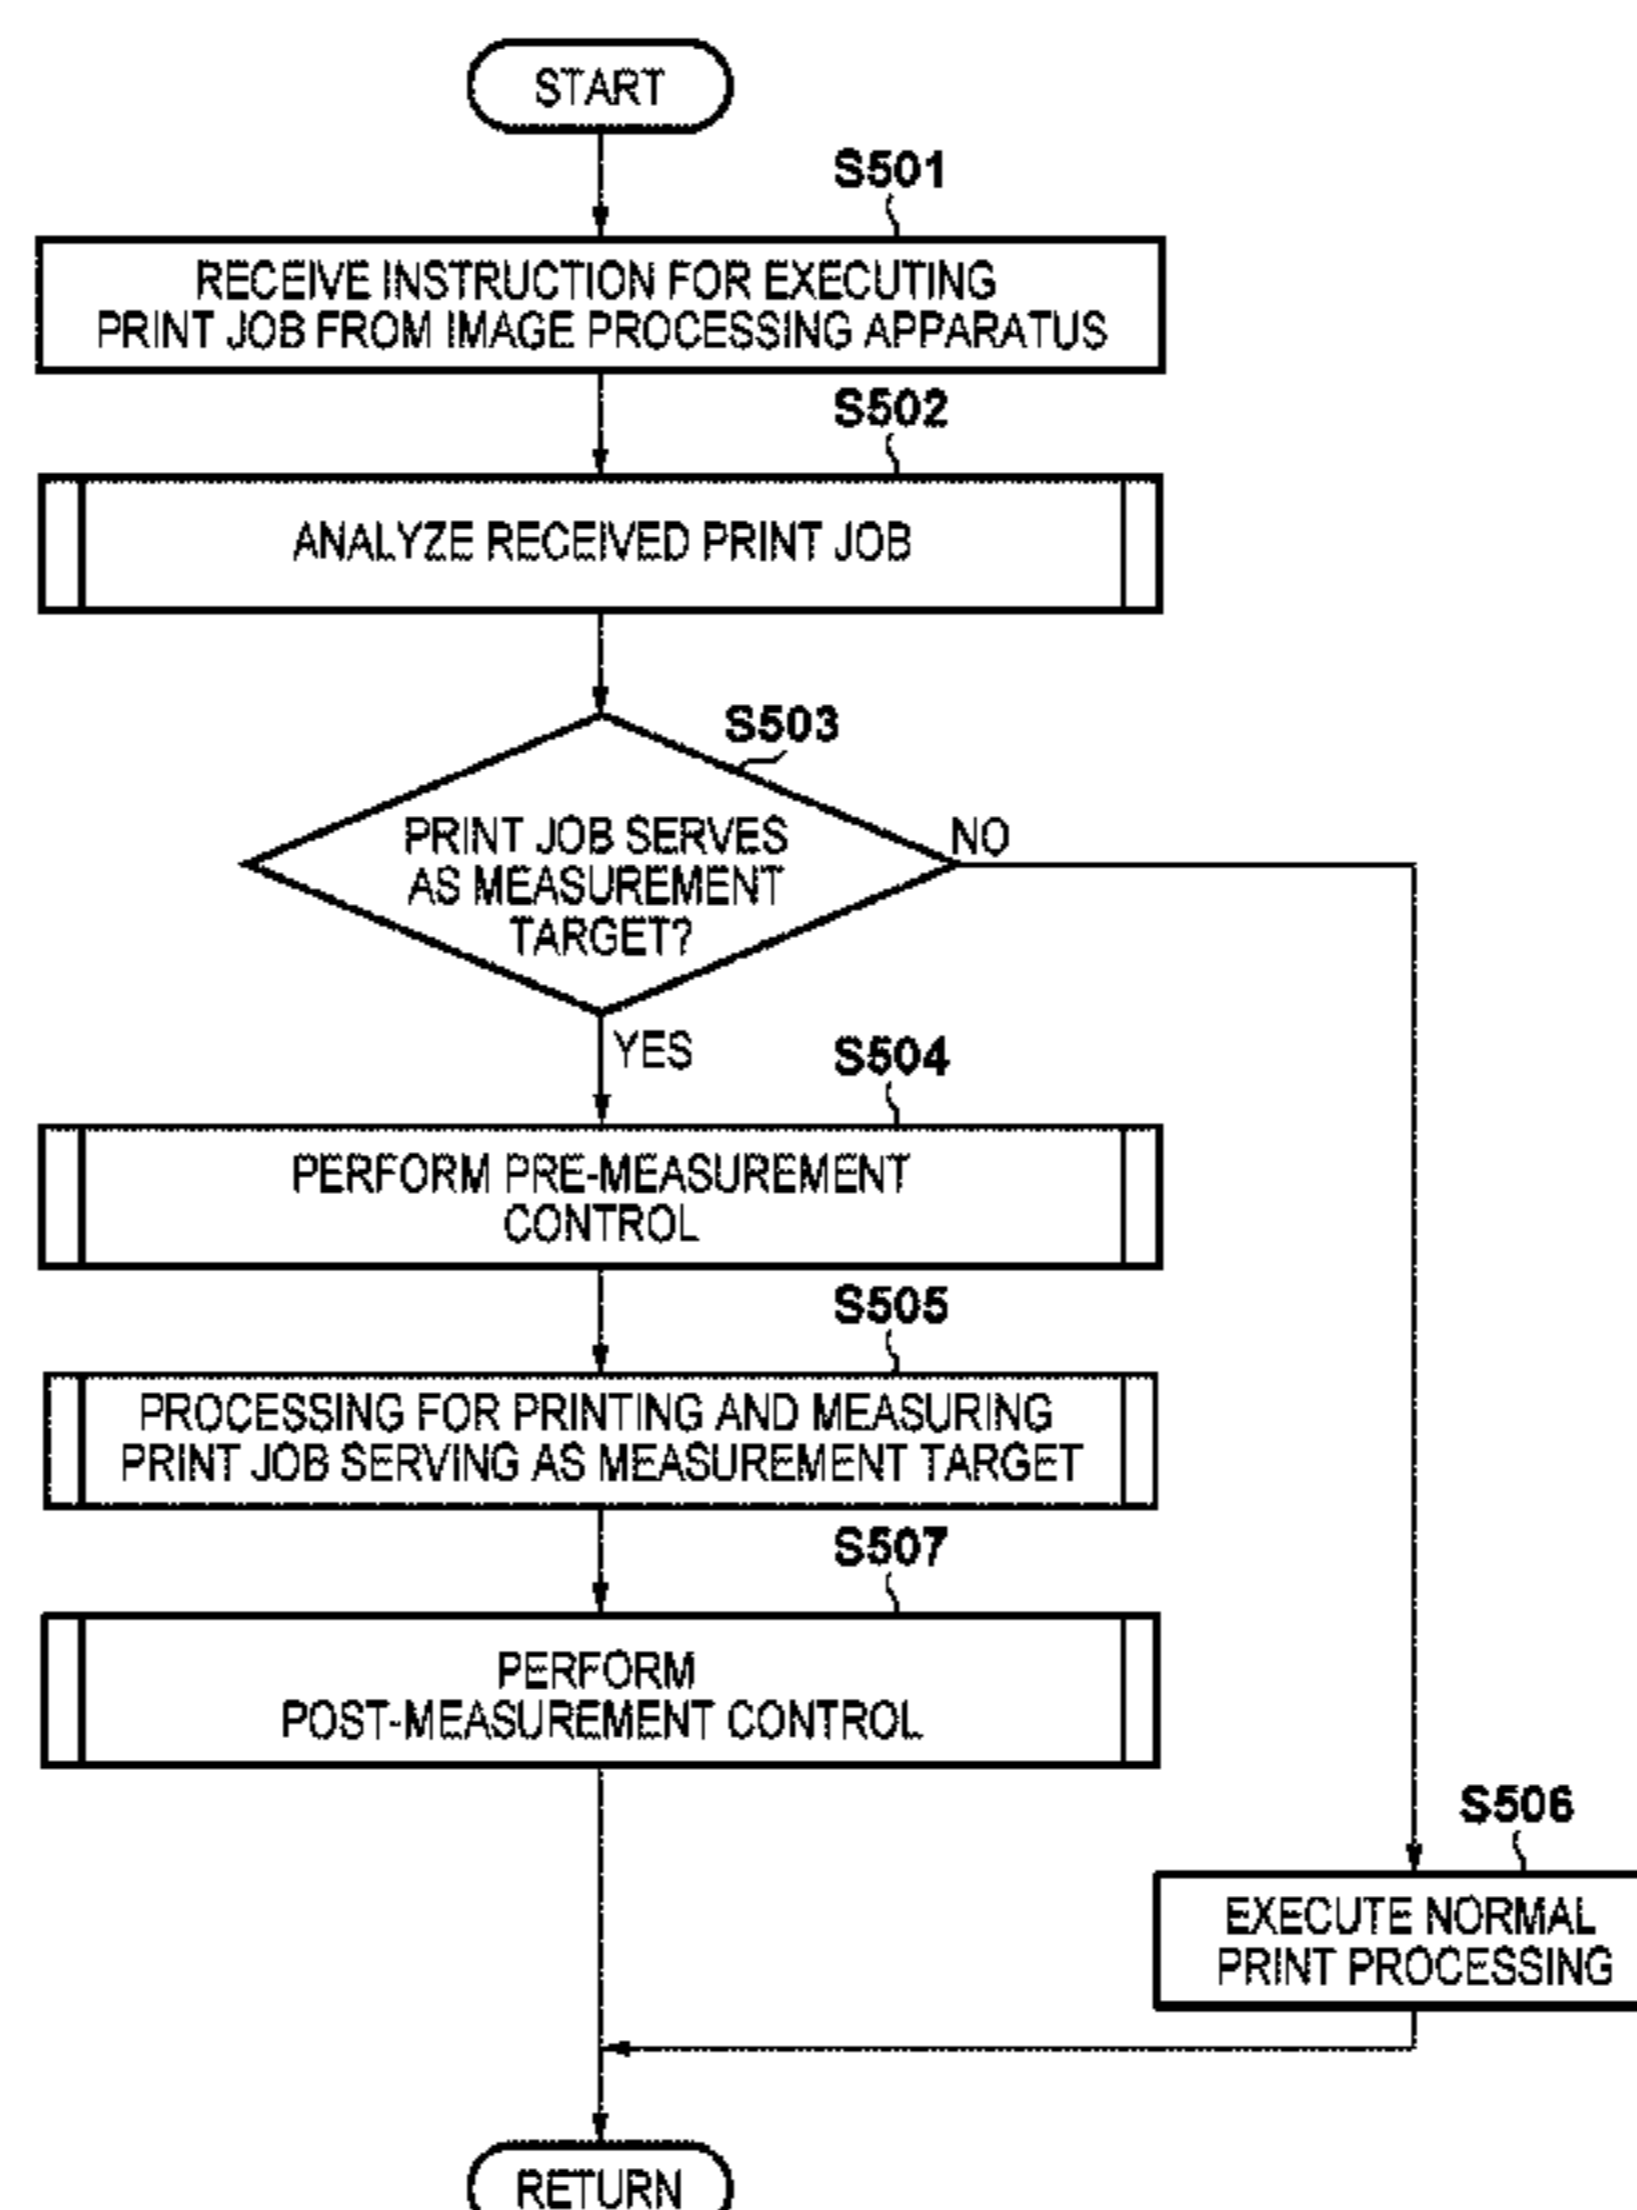 START
S501
RECEIVE INSTRUCTION FOR EXECUTING
PRINT JOB FROM IMAGE PROCESSING APPARATUS
S502
ANALYZE RECEIVED PRINT JOB
S503
PRINT JOB SERVES
AS MEASUREMENT
TARGET?
NO
YES
S504
PERFORM PRE-MEASUREMENT
CONTROL
S505
PROCESSING FOR PRINTING AND MEASURING
PRINT JOB SERVING AS MEASUREMENT TARGET
S507
PERFORM
POST-MEASUREMENT CONTROL
S506
EXECUTE NORMAL
PRINT PROCESSING
RETURN